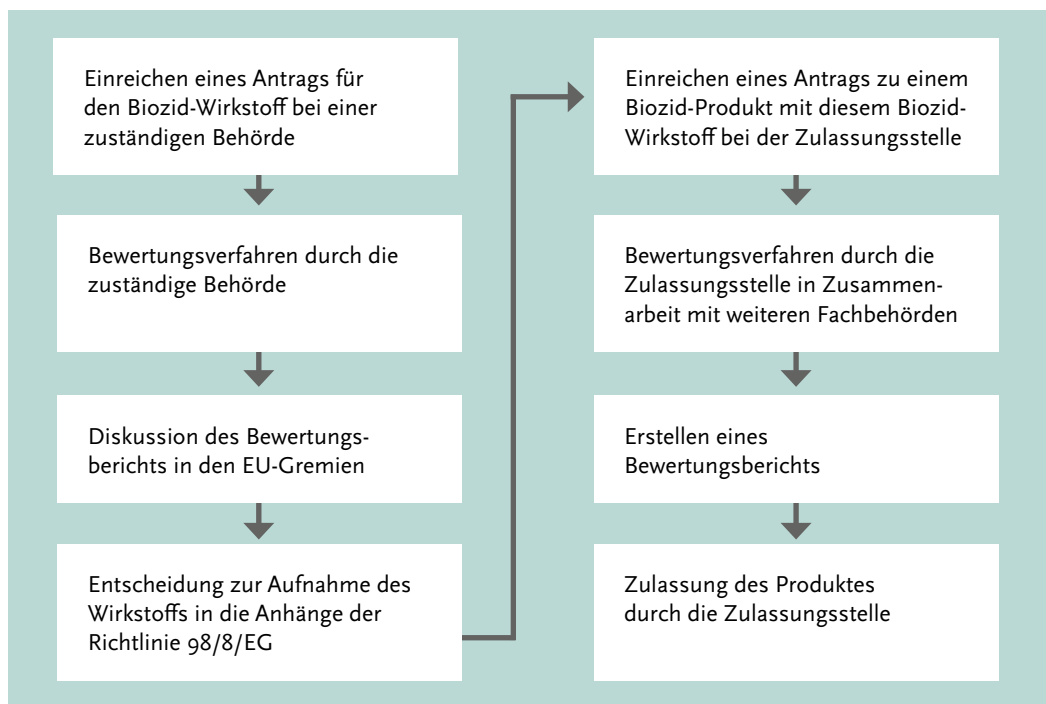 Einreichen eines Antrags für
den Biozid-Wirkstoff bei einer
zuständigen Behörde
Bewertungsverfahren durch die
zuständige Behörde
Diskussion des Bewertungs-
berichts in den EU-Gremien
Entscheidung zur Aufnahme des
Wirkstoffs in die Anhänge der
Richtlinie 98/8/EG
Einreichen eines Antrags zu einem
Biozid-Produkt mit diesem Biozid-
Wirkstoff bei der Zulassungsstelle
Bewertungsverfahren durch die
Zulassungsstelle in Zusammen-
arbeit mit weiteren Fachbehörden
Erstellen eines
Bewertungsberichts
Zulassung des Produktes
durch die Zulassungsstelle